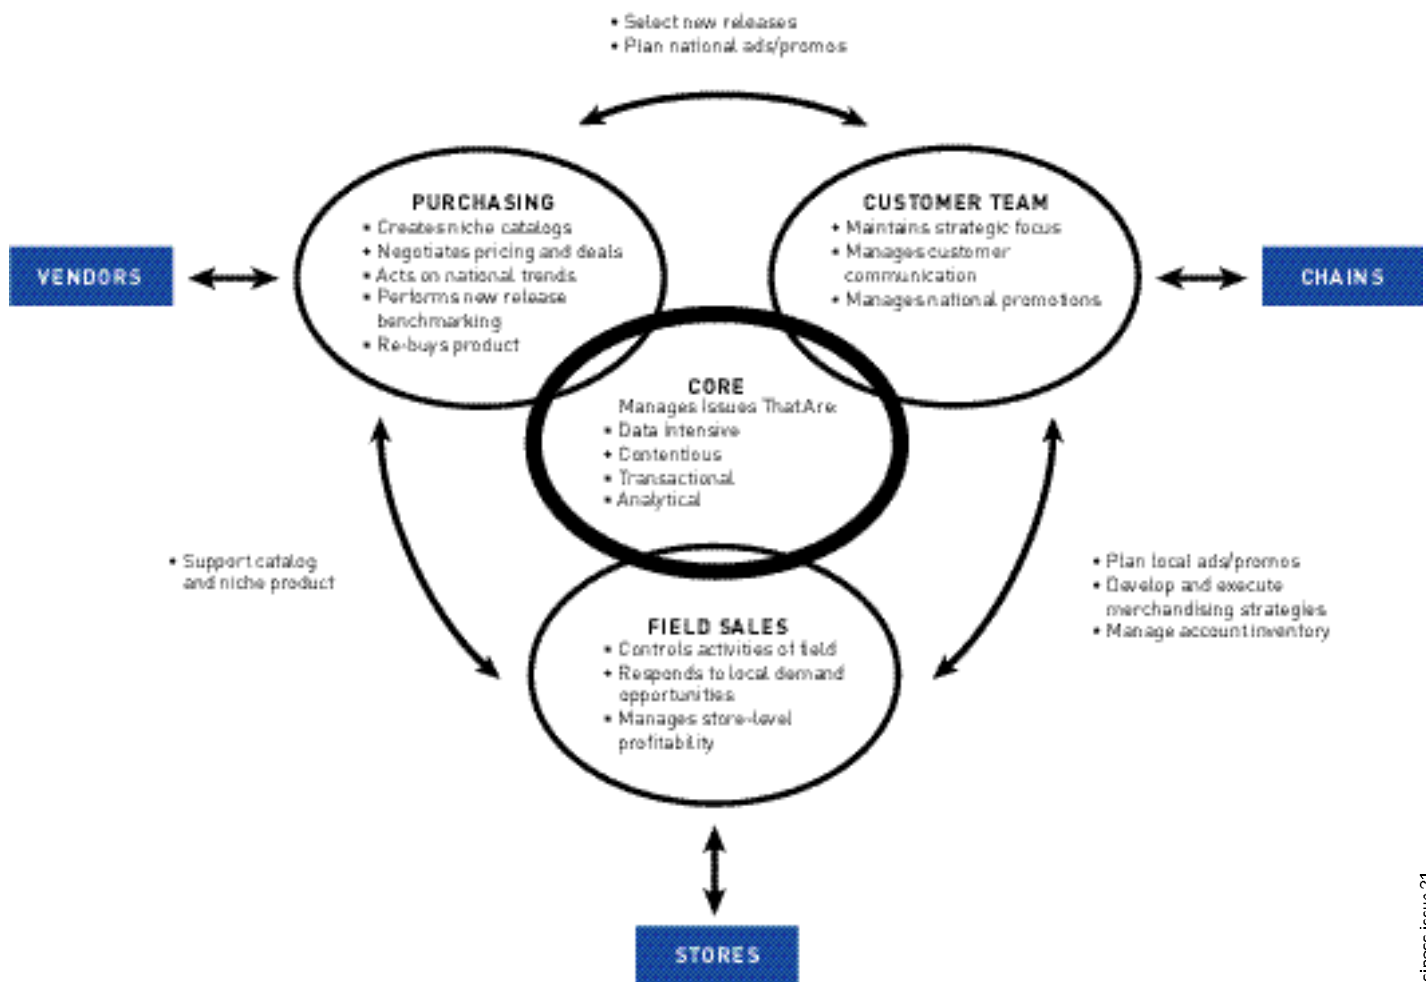 • Select new releases
• Plan national ads/promos
PURCHASING
• Creates niche catalogs
• Negotiates pricing and deals
• Acts on national trends
• Performs new release
benchmarking
• Re-buys product
CUSTOMER TEAM
• Maintains strategic focus
• Manages customer
communication
• Manages national promotions
VENDORS
CHAINS
CORE
Manages Issues That Are:
• Data Intensive
• Contentious
• Transactional
• Analytical
• Support catalog
and niche product
• Plan local ads/promos
• Develop and execute
merchandising strategies
• Manage account inventory
FIELD SALES
• Controls activities of field
• Responds to local demand
opportunities
• Manages store-level
profitability
STORES
issue 21